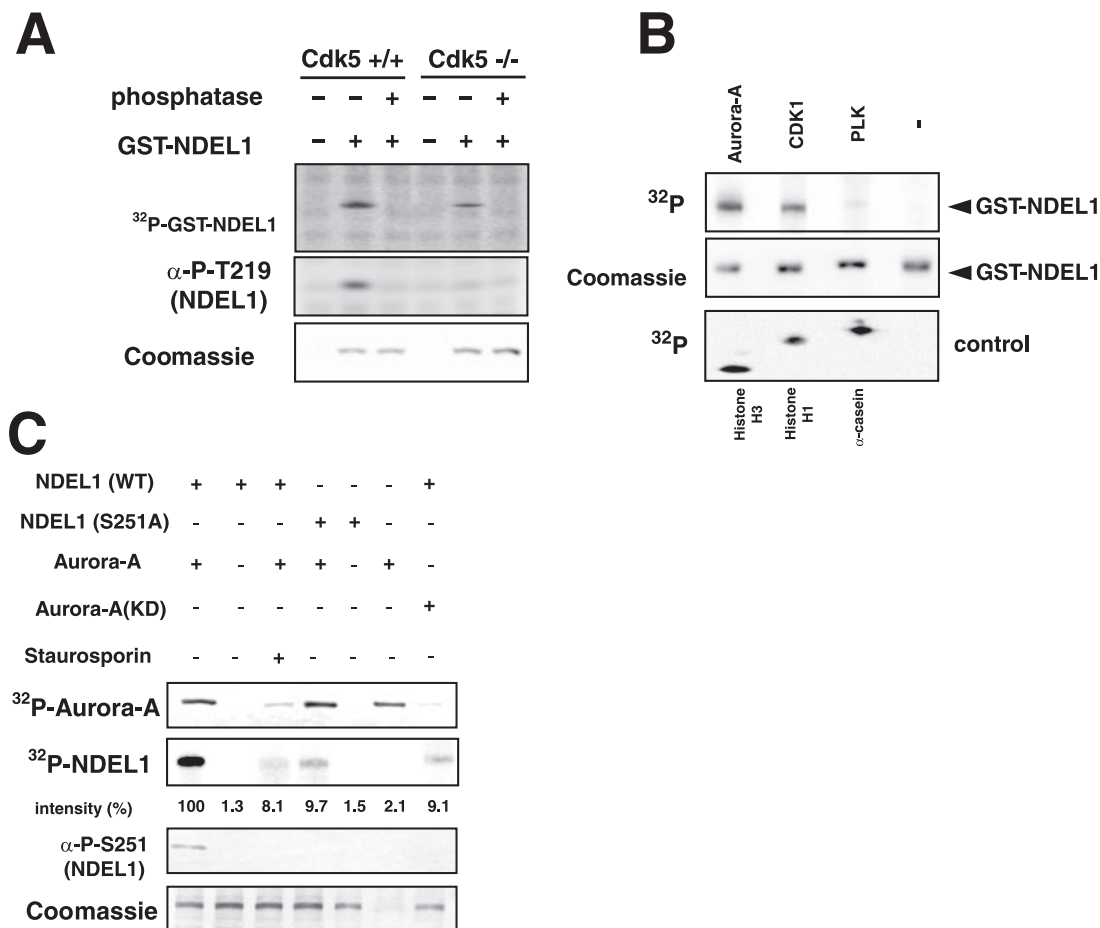 A
Cdk5 +/+ Cdk5 -/-
phosphatase – – + – – +
GST-NDEL1 – + + – + +
32P-GST-NDEL1
α-P-T219
(NDEL1)
Coomassie
B
Aurora-A CDK1 PLK -
32P GST-NDEL1
Coomassie GST-NDEL1
32P control
Histone H3 Histone H1 α-casein
C
NDEL1 (WT) + + + - - - +
NDEL1 (S251A) - - - + + - -
Aurora-A + - + + - + -
Aurora-A(KD) - - - - - - +
Staurosporin - - + - - - -
32P-Aurora-A
32P-NDEL1
intensity (%) 100 1.3 8.1 9.7 1.5 2.1 9.1
α-P-S251
(NDEL1)
Coomassie